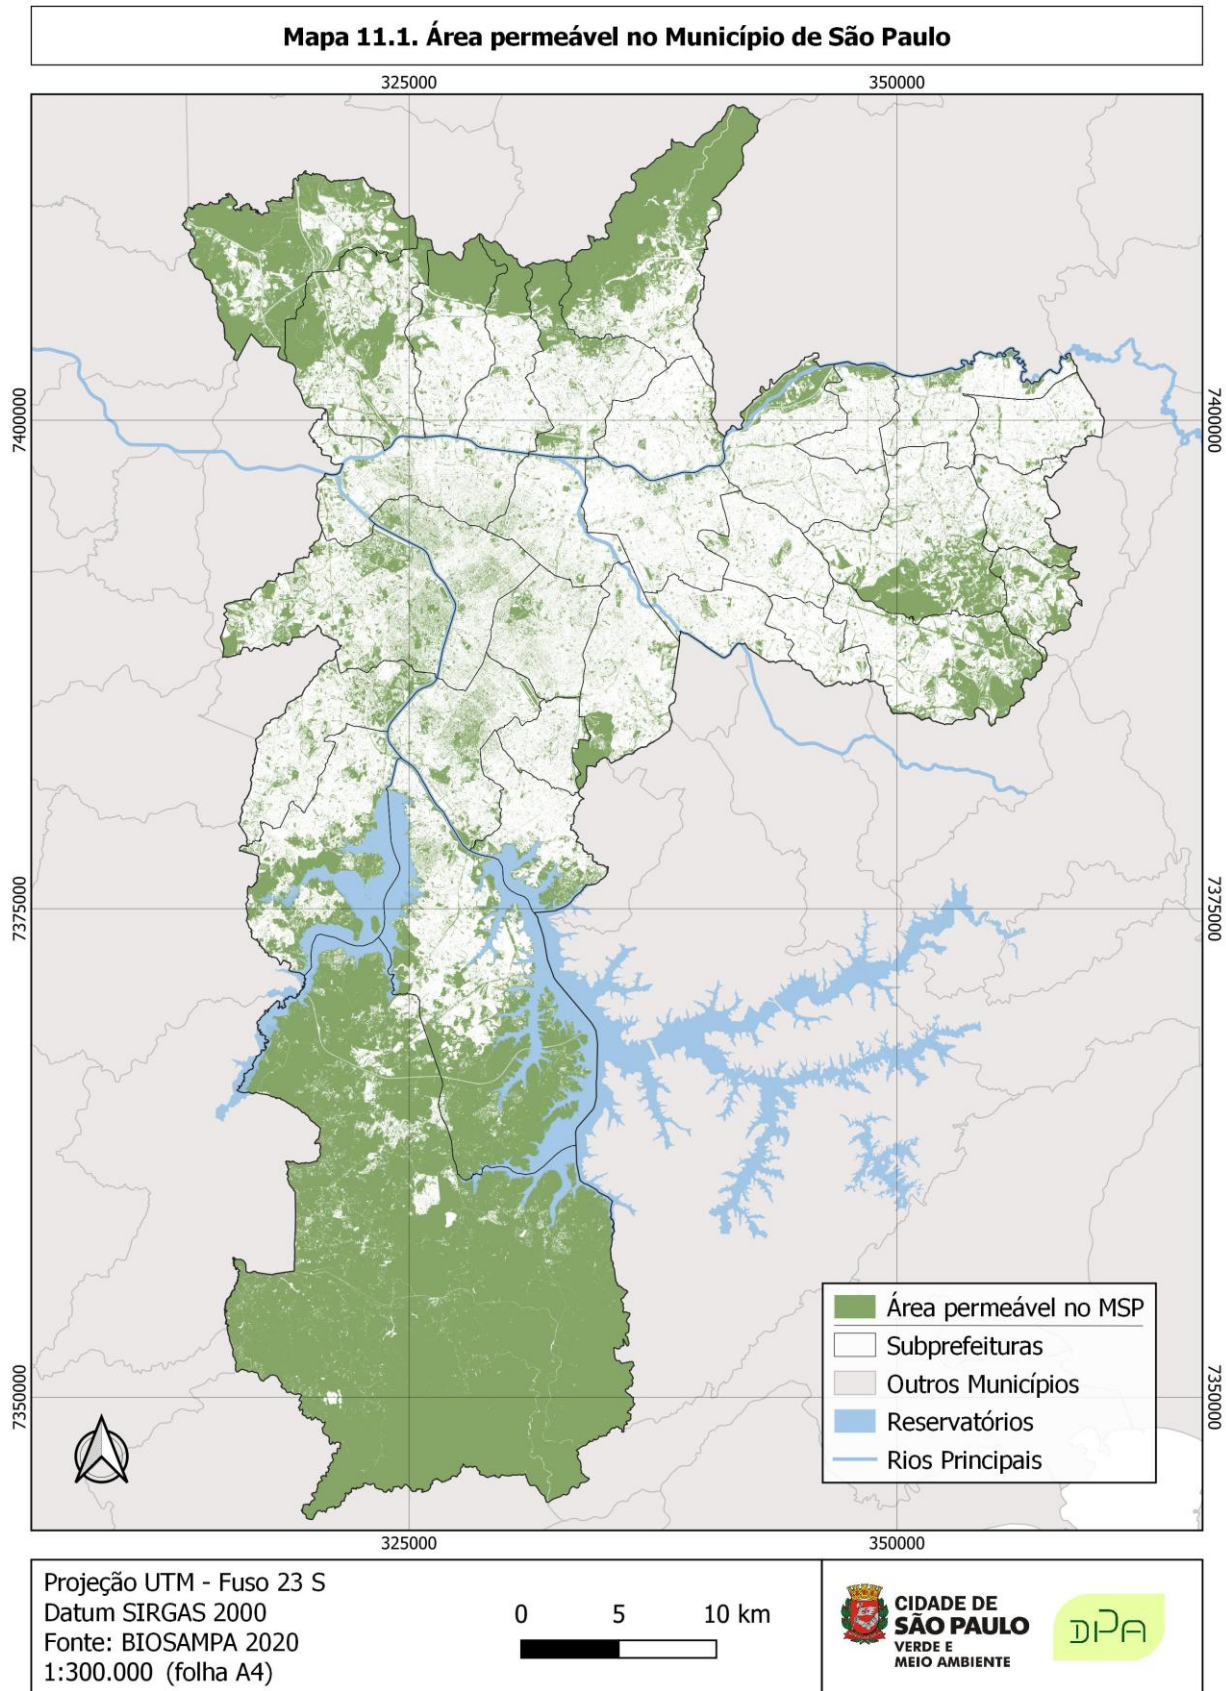 Mapa 11.1. Área permeável no Município de São Paulo
325000
350000
7400000
7400000
7375000
7375000
7350000
7350000
Área permeável no MSP
Subprefeituras
Outros Municípios
Reservatórios
Rios Principais
325000
350000
Projeção UTM - Fuso 23 S
Datum SIRGAS 2000
Fonte: BIOSAMPA 2020
1:300.000 (folha A4)
0 5 10 km
CIDADE DE
SÃO PAULO
VERDE E
MEIO AMBIENTE
DPA